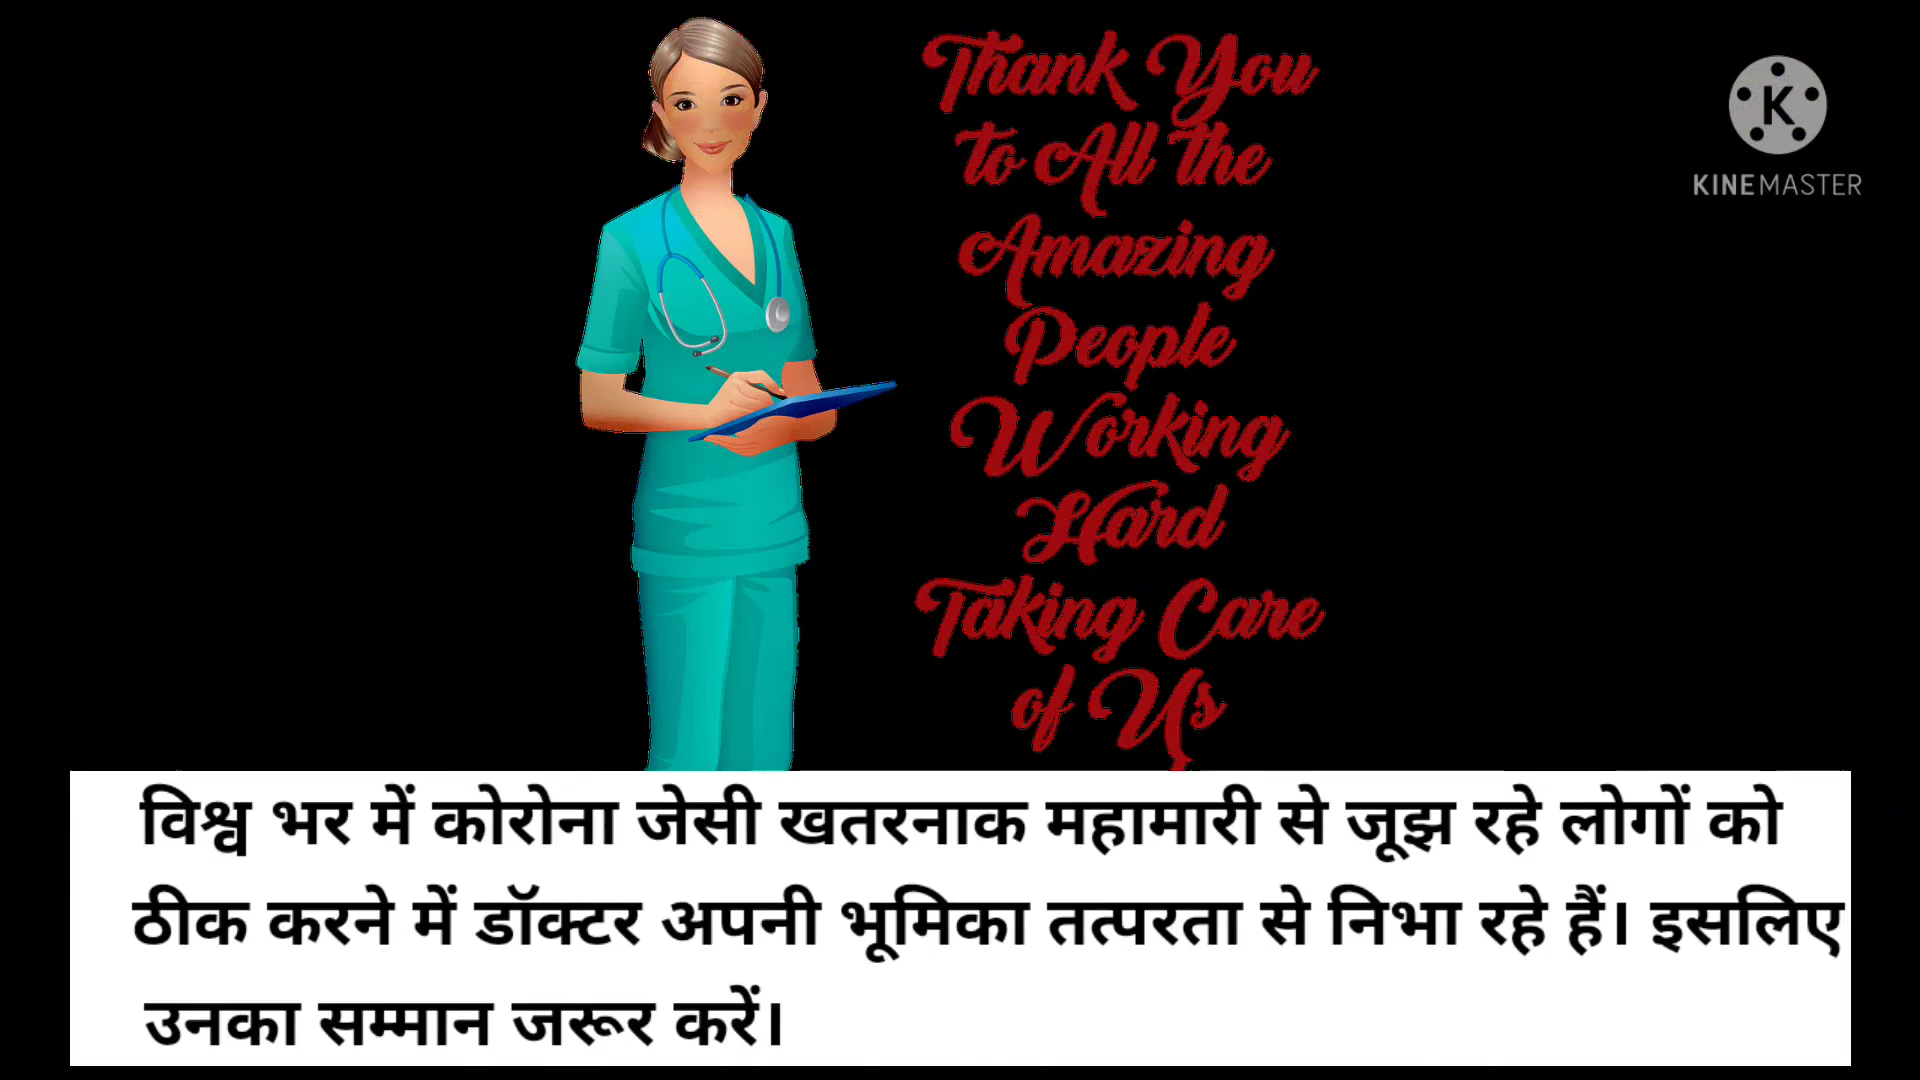 Thank You
to All the
Amazing
People
Working
Hard
Taking Care
of Us
K
KINEMASTER
विश्व भर में कोरोना जेसी खतरनाक महामारी से जूझ रहे लोगों को
ठीक करने में डॉक्टर अपनी भूमिका तत्परता से निभा रहे हैं। इसलिए
उनका सम्मान जरूर करें।